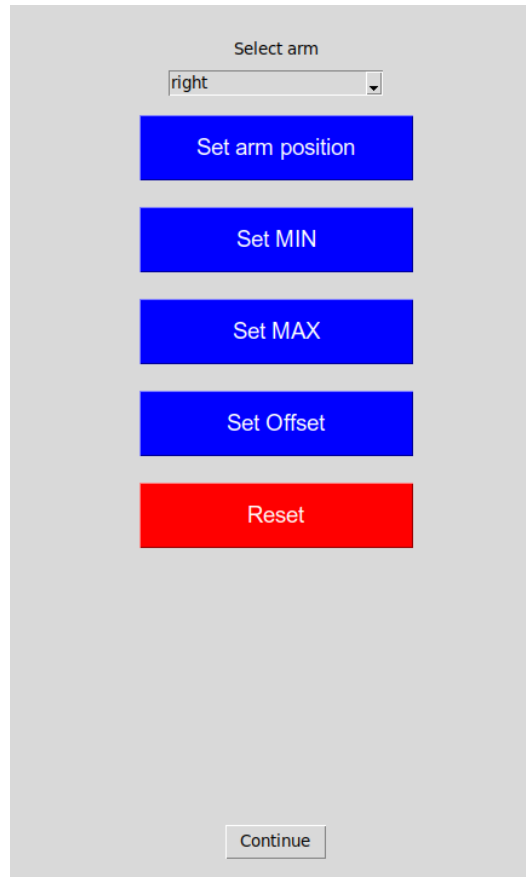 Select arm
right
Set arm position
Set MIN
Set MAX
Set Offset
Reset
Continue